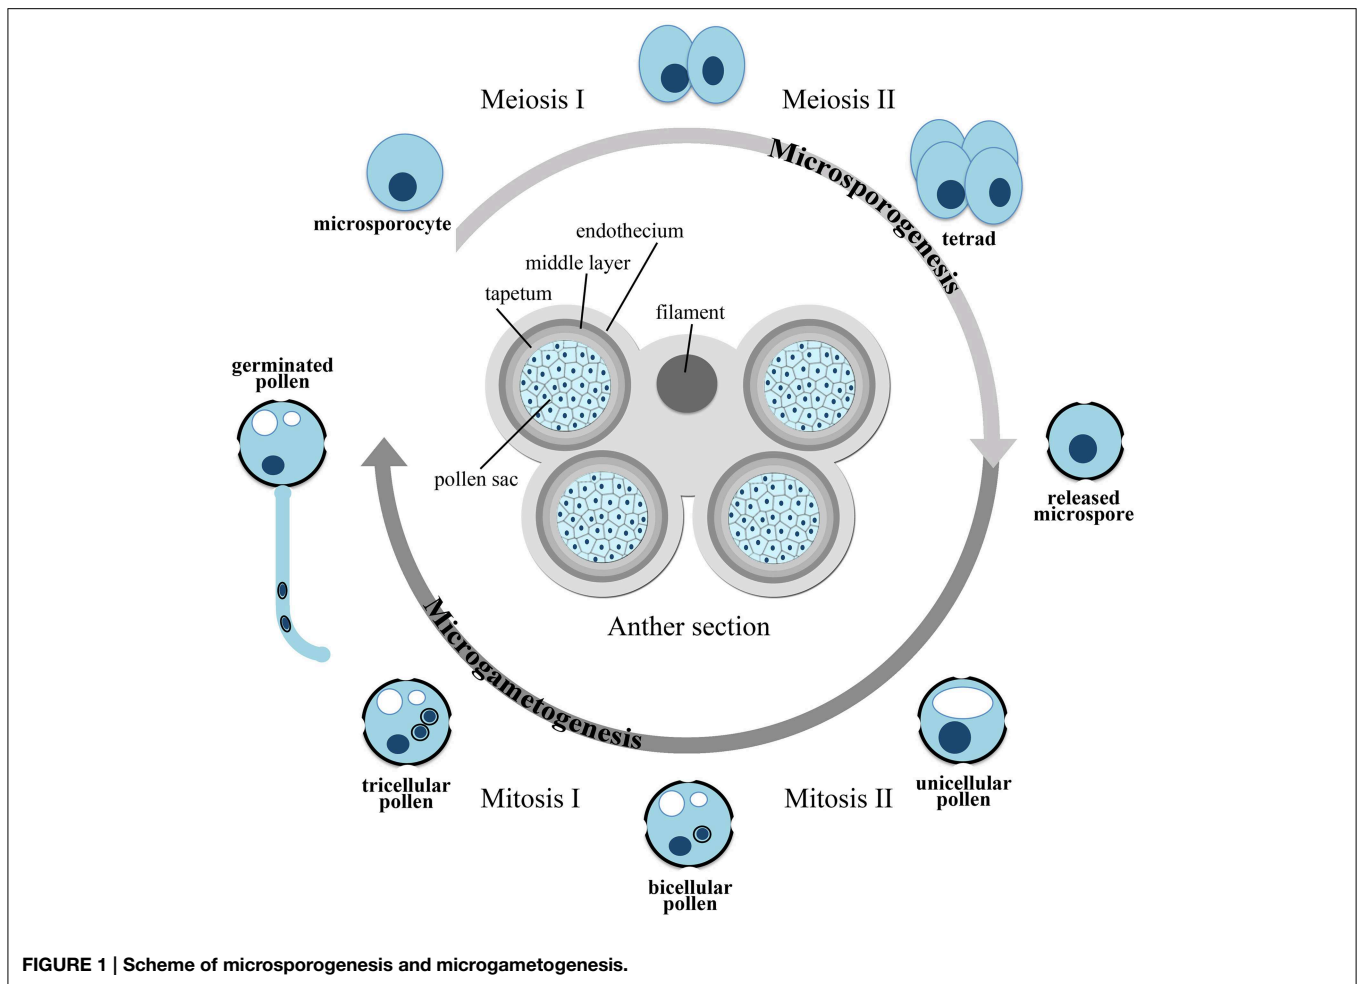 Meiosis I
Meiosis II
microsporocyte
Microsporogenesis
tetrad
endothecium
middle layer
tapetum
filament
germinated
pollen
pollen sac
released
microspore
Anther section
Microgametogenesis
tricellular
pollen
Mitosis I
Mitosis II
unicellular
pollen
bicellular
pollen
FIGURE 1 | Scheme of microsporogenesis and microgametogenesis.